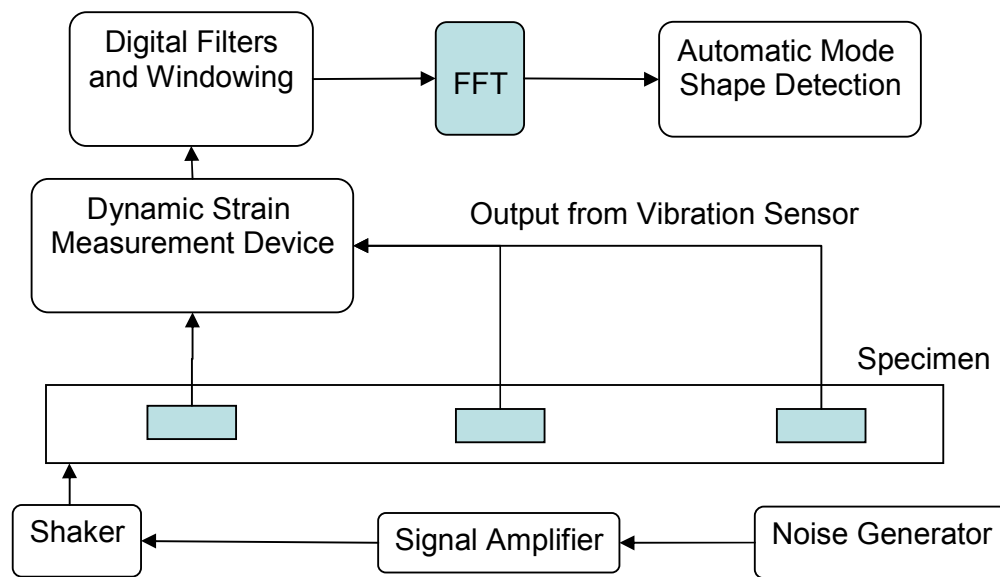 Digital Filters
and Windowing
FFT
Automatic Mode
Shape Detection
Dynamic Strain
Measurement Device
Output from Vibration Sensor
Specimen
Shaker
Signal Amplifier
Noise Generator